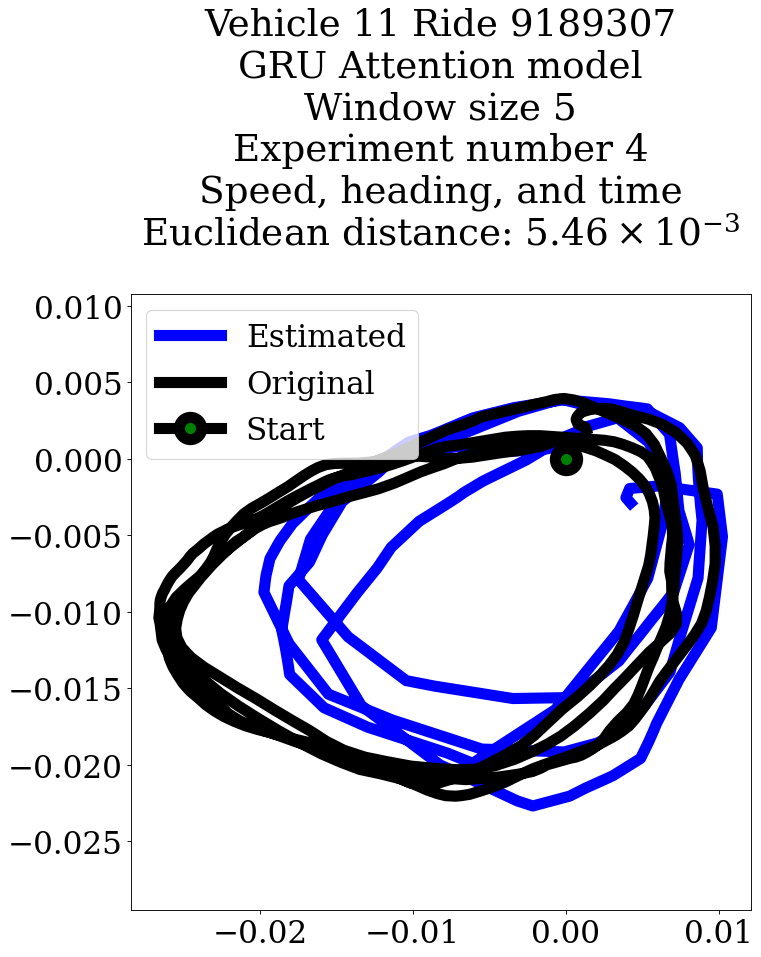 Vehicle 11 Ride 9189307
GRU Attention model
Window size 5
Experiment number 4
Speed, heading, and time
Euclidean distance: 5.46 × 10⁻³
Estimated
Original
Start
0.010
0.005
0.000
−0.005
−0.010
−0.015
−0.020
−0.025
−0.02 −0.01 0.00 0.01